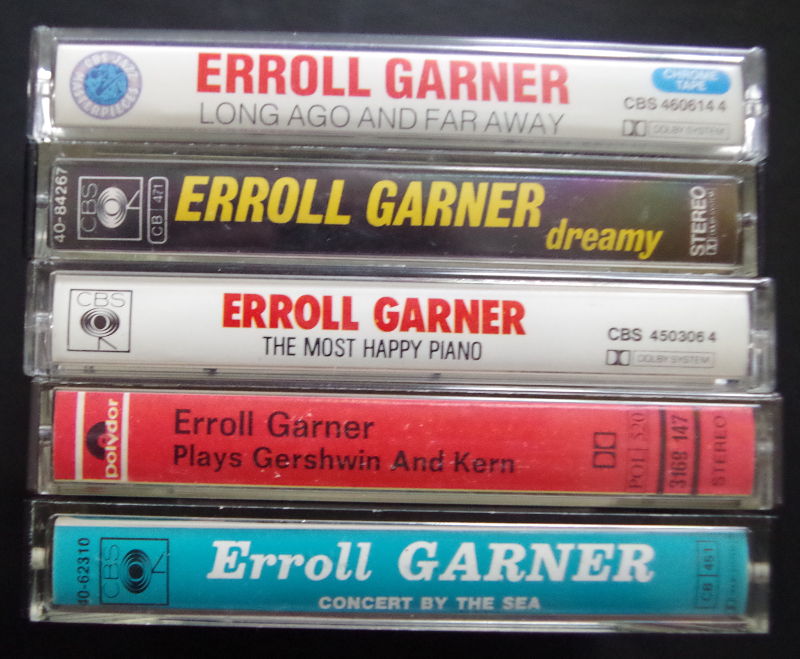 CBS JAZZ MASTERPIECES
ERROLL GARNER
LONG AGO AND FAR AWAY
CHROME
TAPE
CBS 460614 4
DOLBY SYSTEM
40-84267
CBS
CB 471
ERROLL GARNER
dreamy
STEREO
CBS
ERROLL GARNER
THE MOST HAPPY PIANO
CBS 450306 4
DOLBY SYSTEM
polydor
Erroll Garner
Plays Gershwin And Kern
POL 320
3168 147
STEREO
40-62310
CBS
Erroll GARNER
CONCERT BY THE SEA
CB 451